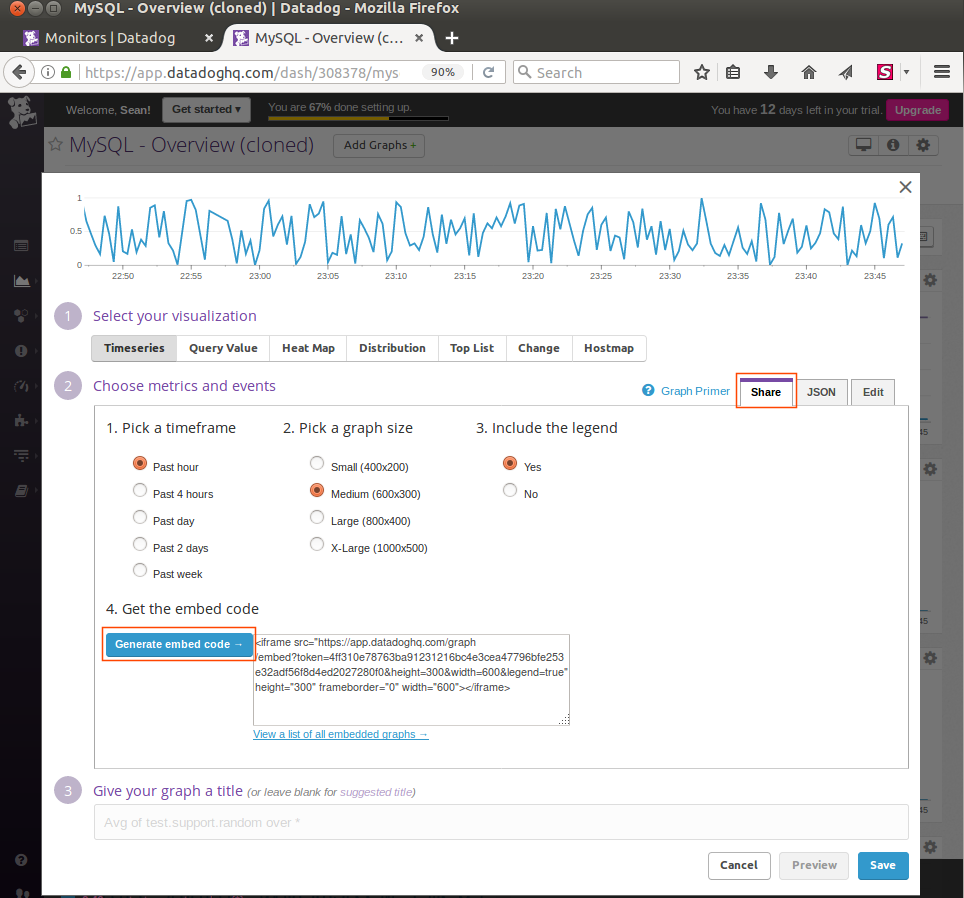 MySQL - Overview (cloned) | Datadog - Mozilla Firefox
Monitors | Datadog
MySQL - Overview (c...
https://app.datadoghq.com/dash/308378/mys
90%
Search
Welcome, Sean!
Get started ▾
You are 67% done setting up.
You have 12 days left in your trial.
Upgrade
MySQL - Overview (cloned)
Add Graphs +
1
0.5
0
22:50 22:55 23:00 23:05 23:10 23:15 23:20 23:25 23:30 23:35 23:40 23:45
1 Select your visualization
Timeseries Query Value Heat Map Distribution Top List Change Hostmap
2 Choose metrics and events
Graph Primer Share JSON Edit
1. Pick a timeframe 2. Pick a graph size 3. Include the legend
Past hour Small (400x200) Yes
Past 4 hours Medium (600x300) No
Past day Large (800x400)
Past 2 days X-Large (1000x500)
Past week
4. Get the embed code
Generate embed code →
<iframe src="https://app.datadoghq.com/graph
/embed?token=4ff310e78763ba91231216bc4e3cea47796bfe253
e32adf56f8d4ed2027280f0&height=300&width=600&legend=true"
height="300" frameborder="0" width="600"></iframe>
View a list of all embedded graphs →
3 Give your graph a title (or leave blank for suggested title)
Avg of test.support.random over *
Cancel Preview Save